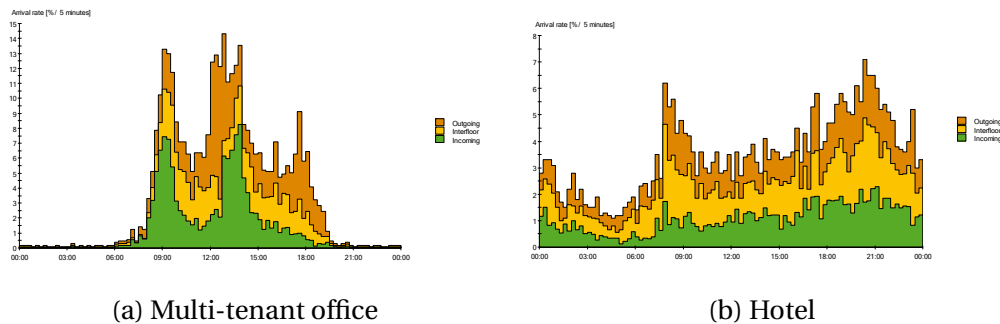 Arrival rate [% / 5 minutes]
15
14
13
12
11
10
9
8
7
6
5
4
3
2
1
0
00:00 03:00 06:00 09:00 12:00 15:00 18:00 21:00 00:00
Outgoing
Interfloor
Incoming
(a) Multi-tenant office
Arrival rate [% / 5 minutes]
8
7
6
5
4
3
2
1
0
00:00 03:00 06:00 09:00 12:00 15:00 18:00 21:00 00:00
Outgoing
Interfloor
Incoming
(b) Hotel